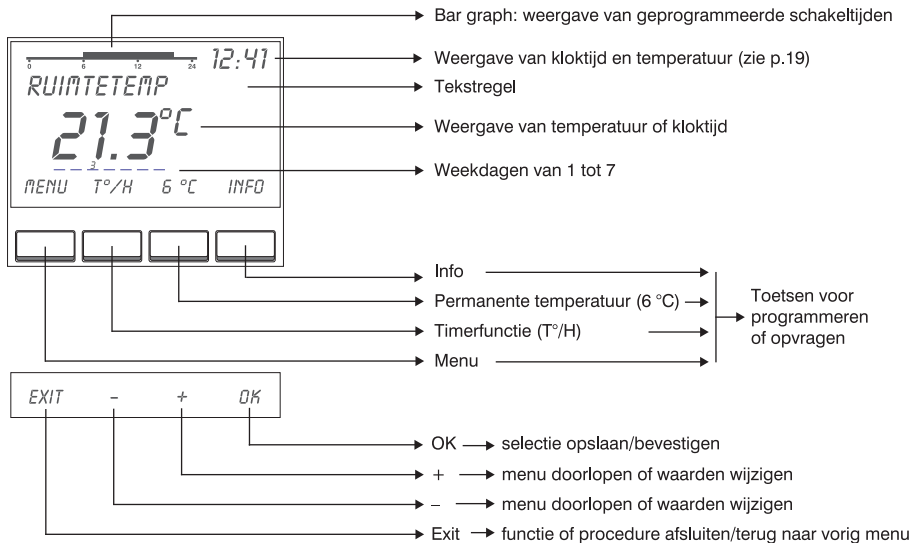 Bar graph: weergave van geprogrammeerde schakeltijden
0 6 12 24 12:41
Weergave van kloktijd en temperatuur (zie p.19)
RUIMTETEMP
Tekstregel
21.3°C
Weergave van temperatuur of kloktijd
3
Weekdagen van 1 tot 7
MENU T°/H 6 °C INFO
Info
Permanente temperatuur (6 °C)
Timerfunctie (T°/H)
Menu
Toetsen voor
programmeren
of opvragen
EXIT – + OK
OK selectie opslaan/bevestigen
+ menu doorlopen of waarden wijzigen
– menu doorlopen of waarden wijzigen
Exit functie of procedure afsluiten/terug naar vorig menu